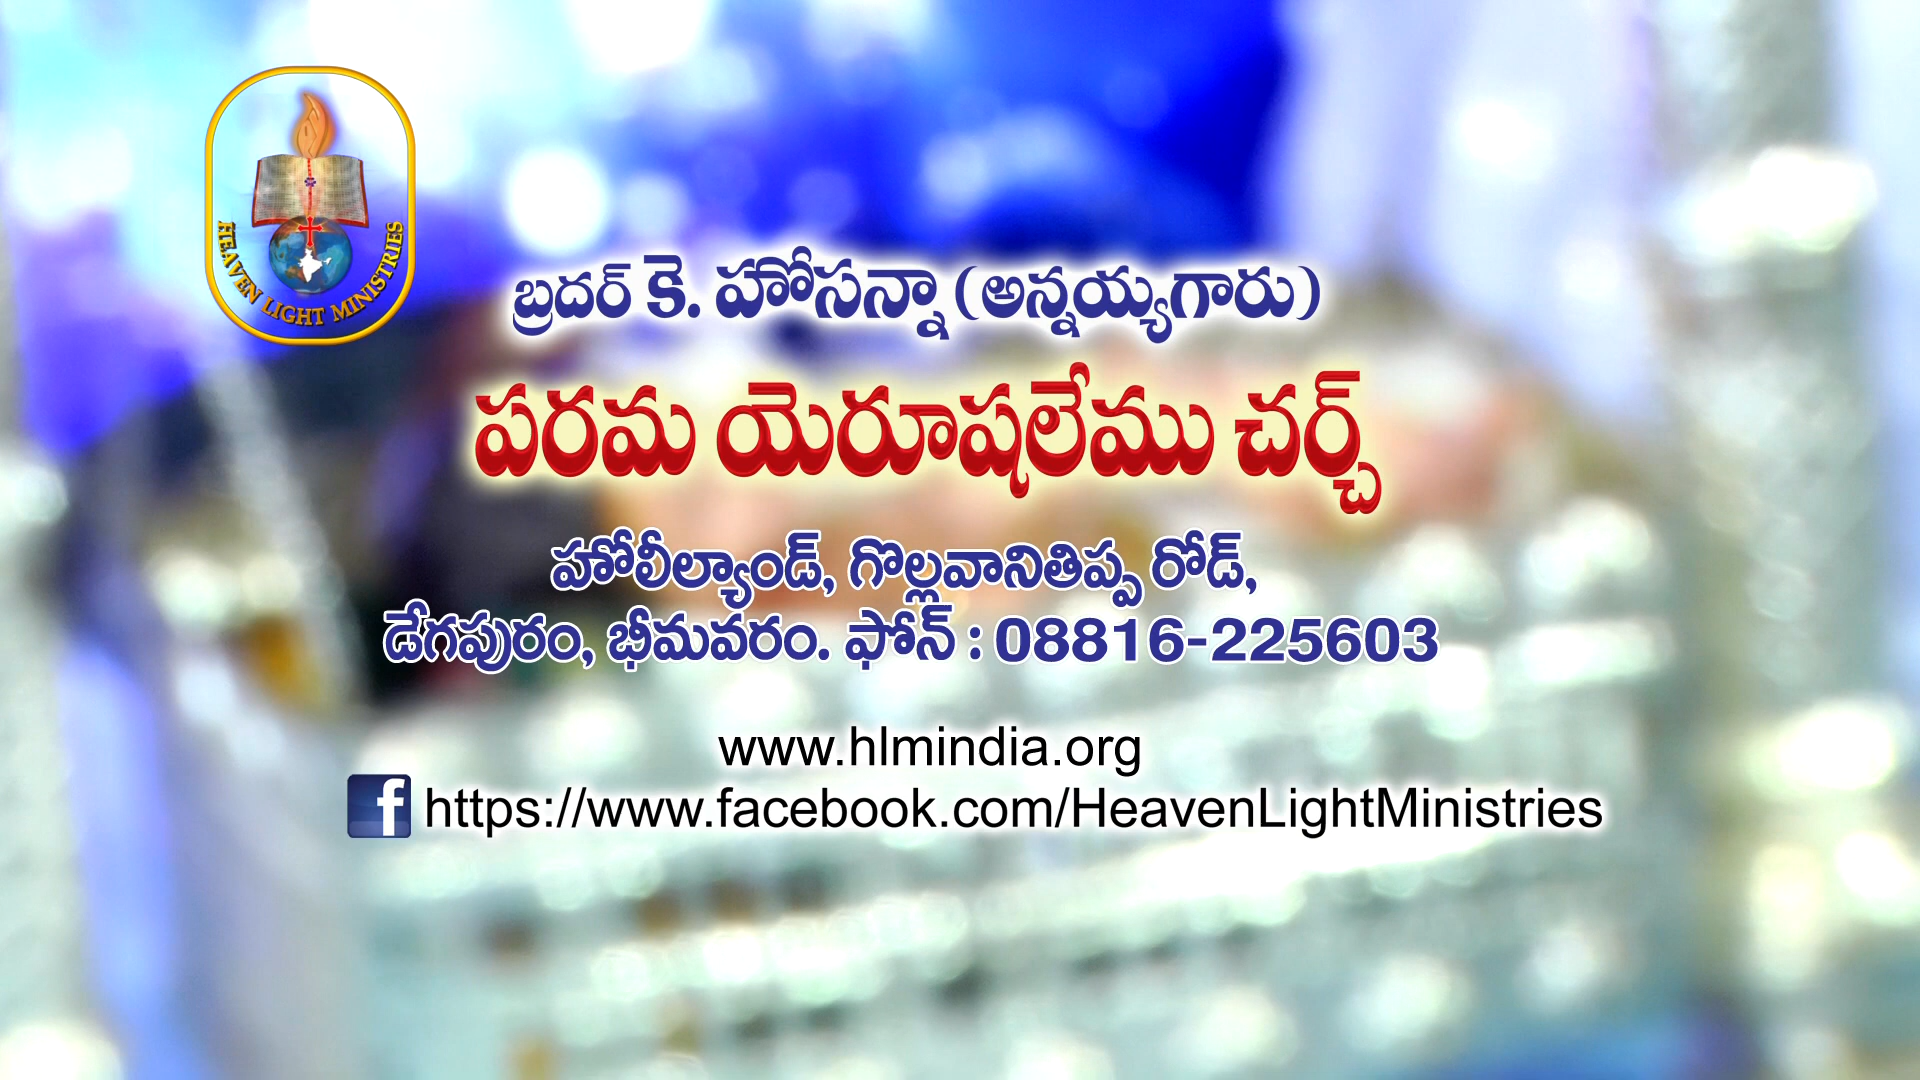 HEAVEN LIGHT MINISTRIES
బ్రదర్ కె. హోసన్నా (అన్నయ్యగారు)
పరమ యెరూషలేము చర్చ్
హోలీల్యాండ్, గొల్లవానితిప్ప రోడ్,
డేగపురం, భీమవరం. ఫోన్ : 08816-225603
www.hlmindia.org
f https://www.facebook.com/HeavenLightMinistries